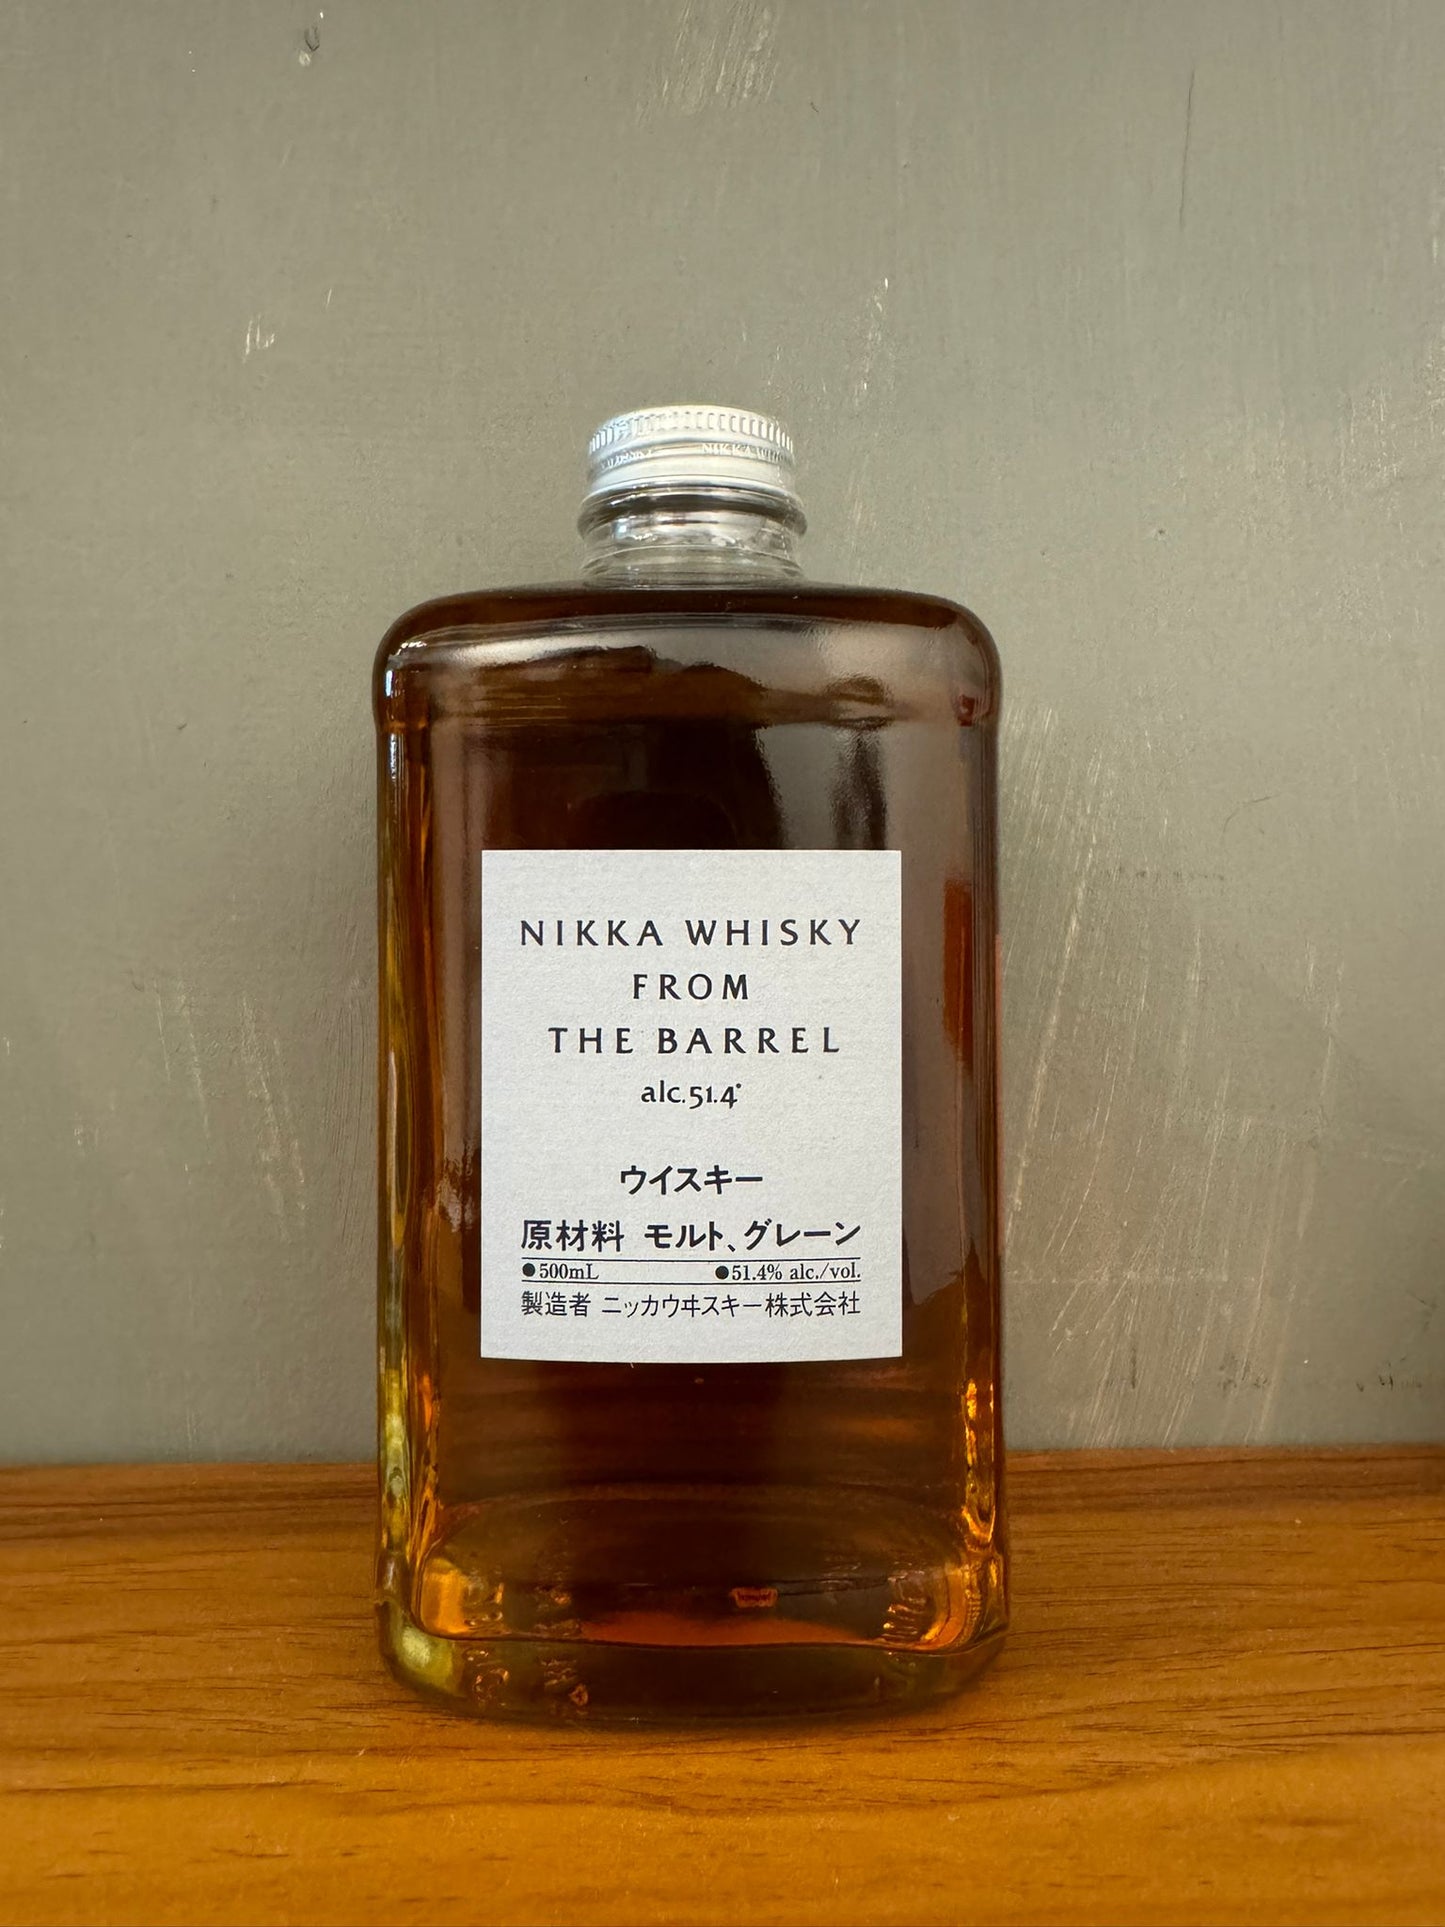 NIKKA WHISKY
FROM
THE BARREL
alc.51.4°
ウイスキー
原材料 モルト、グレーン
●500mL ●51.4% alc./vol.
製造者 ニッカウヰスキー株式会社